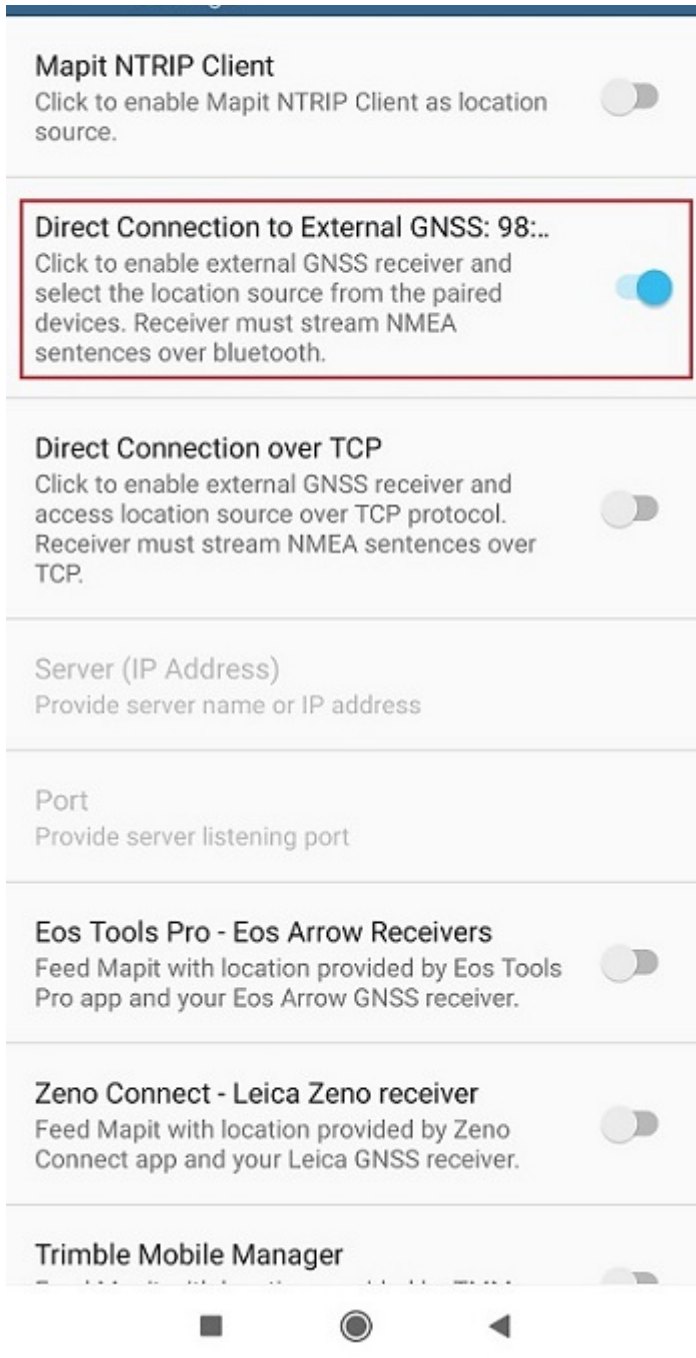 Mapit NTRIP Client
Click to enable Mapit NTRIP Client as location
source.
Direct Connection to External GNSS: 98:…
Click to enable external GNSS receiver and
select the location source from the paired
devices. Receiver must stream NMEA
sentences over bluetooth.
Direct Connection over TCP
Click to enable external GNSS receiver and
access location source over TCP protocol.
Receiver must stream NMEA sentences over
TCP.
Server (IP Address)
Provide server name or IP address
Port
Provide server listening port
Eos Tools Pro - Eos Arrow Receivers
Feed Mapit with location provided by Eos Tools
Pro app and your Eos Arrow GNSS receiver.
Zeno Connect - Leica Zeno receiver
Feed Mapit with location provided by Zeno
Connect app and your Leica GNSS receiver.
Trimble Mobile Manager